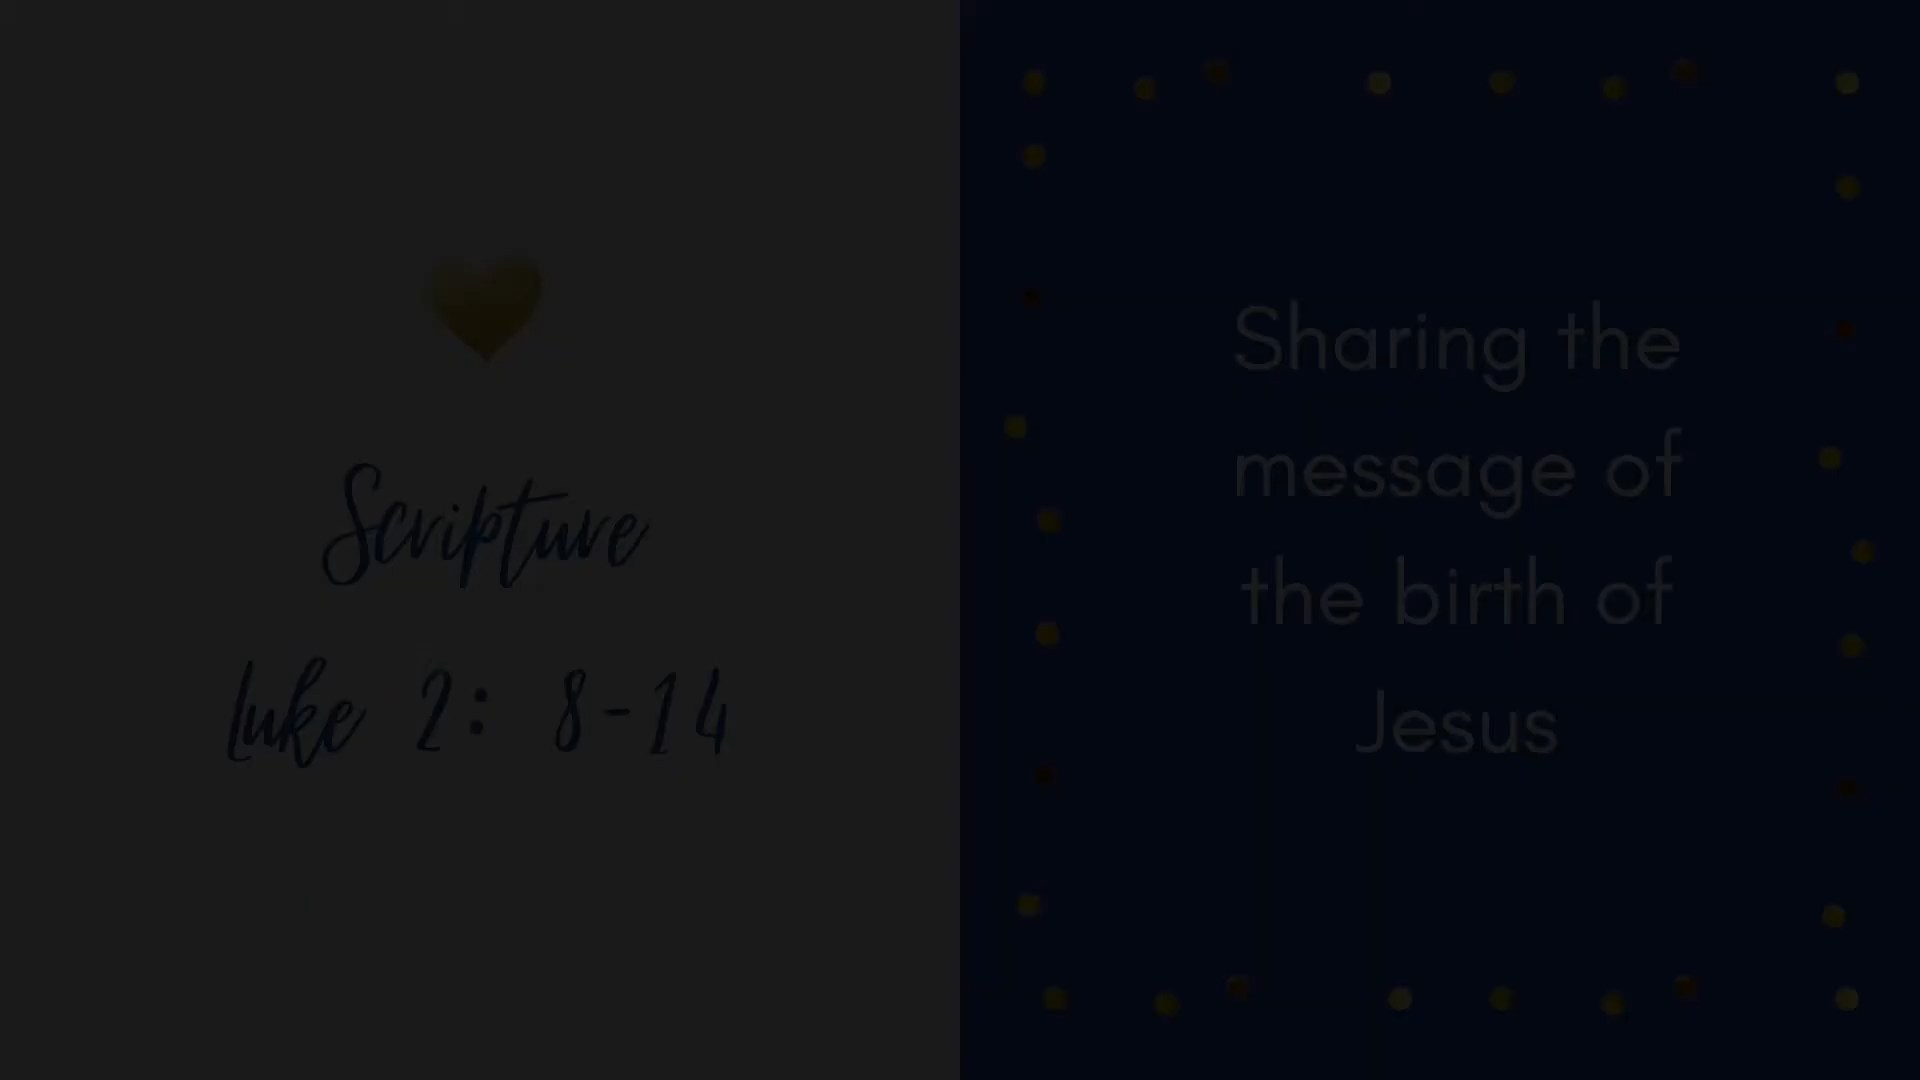 Scripture
Luke 2: 8-14
Sharing the
message of
the birth of
Jesus